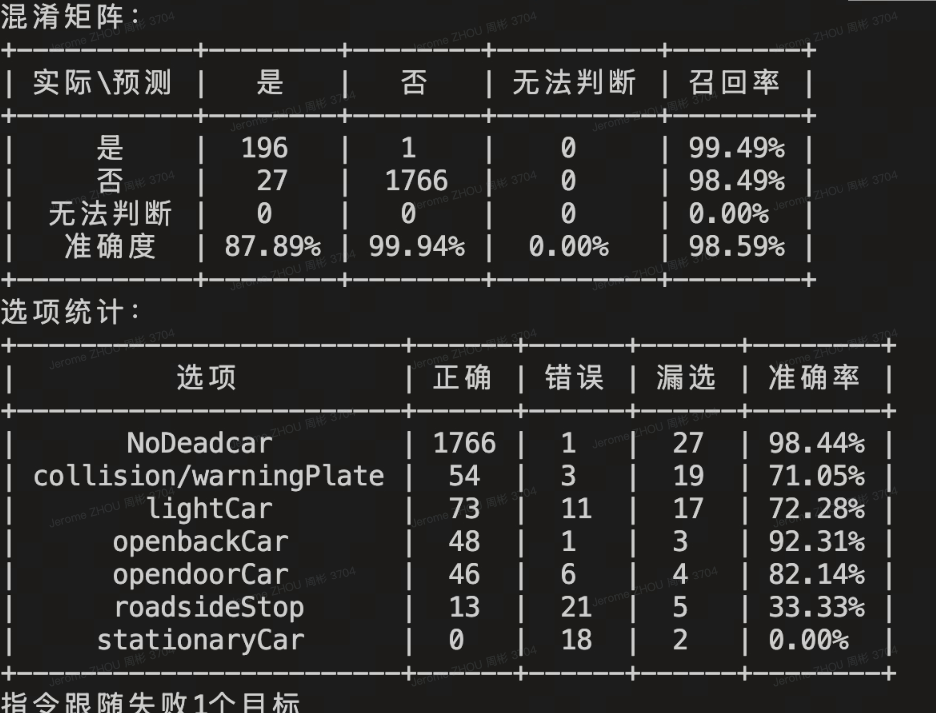 混淆矩阵:
实际\预测 是 否 无法判断 召回率
是 196 1 0 99.49%
否 27 1766 0 98.49%
无法判断 0 0 0 0.00%
准确度 87.89% 99.94% 0.00% 98.59%
选项统计:
选项 正确 错误 漏选 准确率
NoDeadcar 1766 1 27 98.44%
collision/warningPlate 54 3 19 71.05%
lightCar 73 11 17 72.28%
openbackCar 48 1 3 92.31%
opendoorCar 46 6 4 82.14%
roadsideStop 13 21 5 33.33%
stationaryCar 0 18 2 0.00%
指令跟随失败1个目标
Jerome ZHOU 周彬 3704